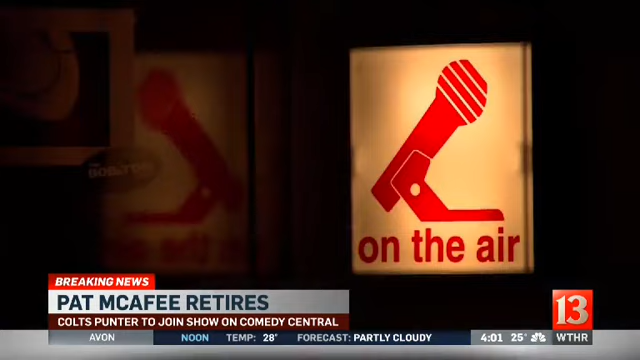 on the air
BREAKING NEWS
PAT MCAFEE RETIRES
COLTS PUNTER TO JOIN SHOW ON COMEDY CENTRAL
13
AVON NOON TEMP: 28° FORECAST: PARTLY CLOUDY 4:01 25° WTHR